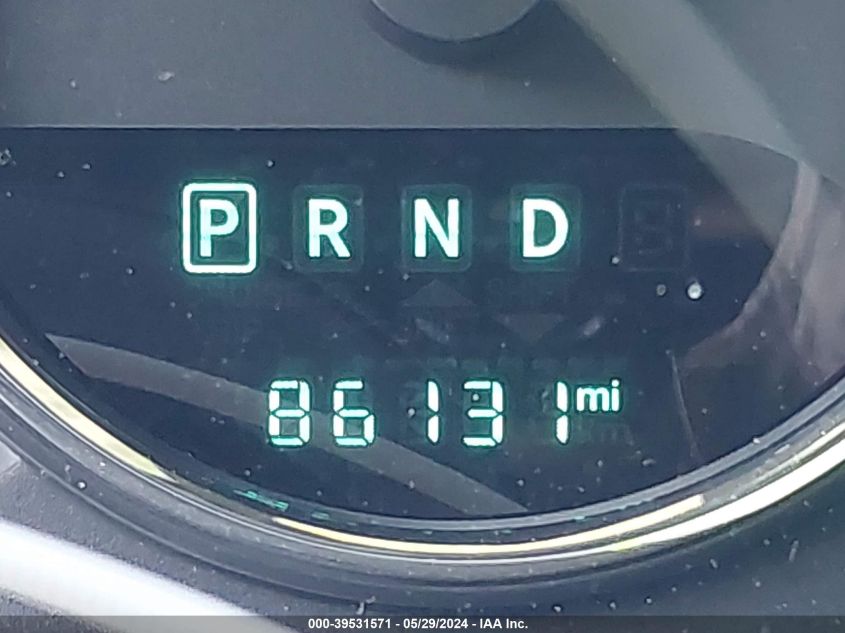 P R N D
86131 mi
000-39531571 - 05/29/2024 - IAA Inc.